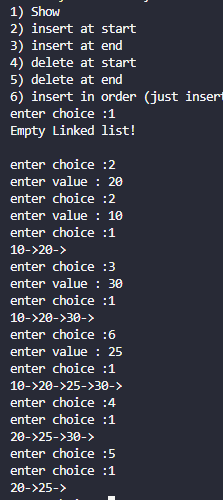 1) Show
2) insert at start
3) insert at end
4) delete at start
5) delete at end
6) insert in order (just inser
enter choice :1
Empty Linked list!
enter choice :2
enter value : 20
enter choice :2
enter value : 10
enter choice :1
10->20->
enter choice :3
enter value : 30
enter choice :1
10->20->30->
enter choice :6
enter value : 25
enter choice :1
10->20->25->30->
enter choice :4
enter choice :1
20->25->30->
enter choice :5
enter choice :1
20->25->